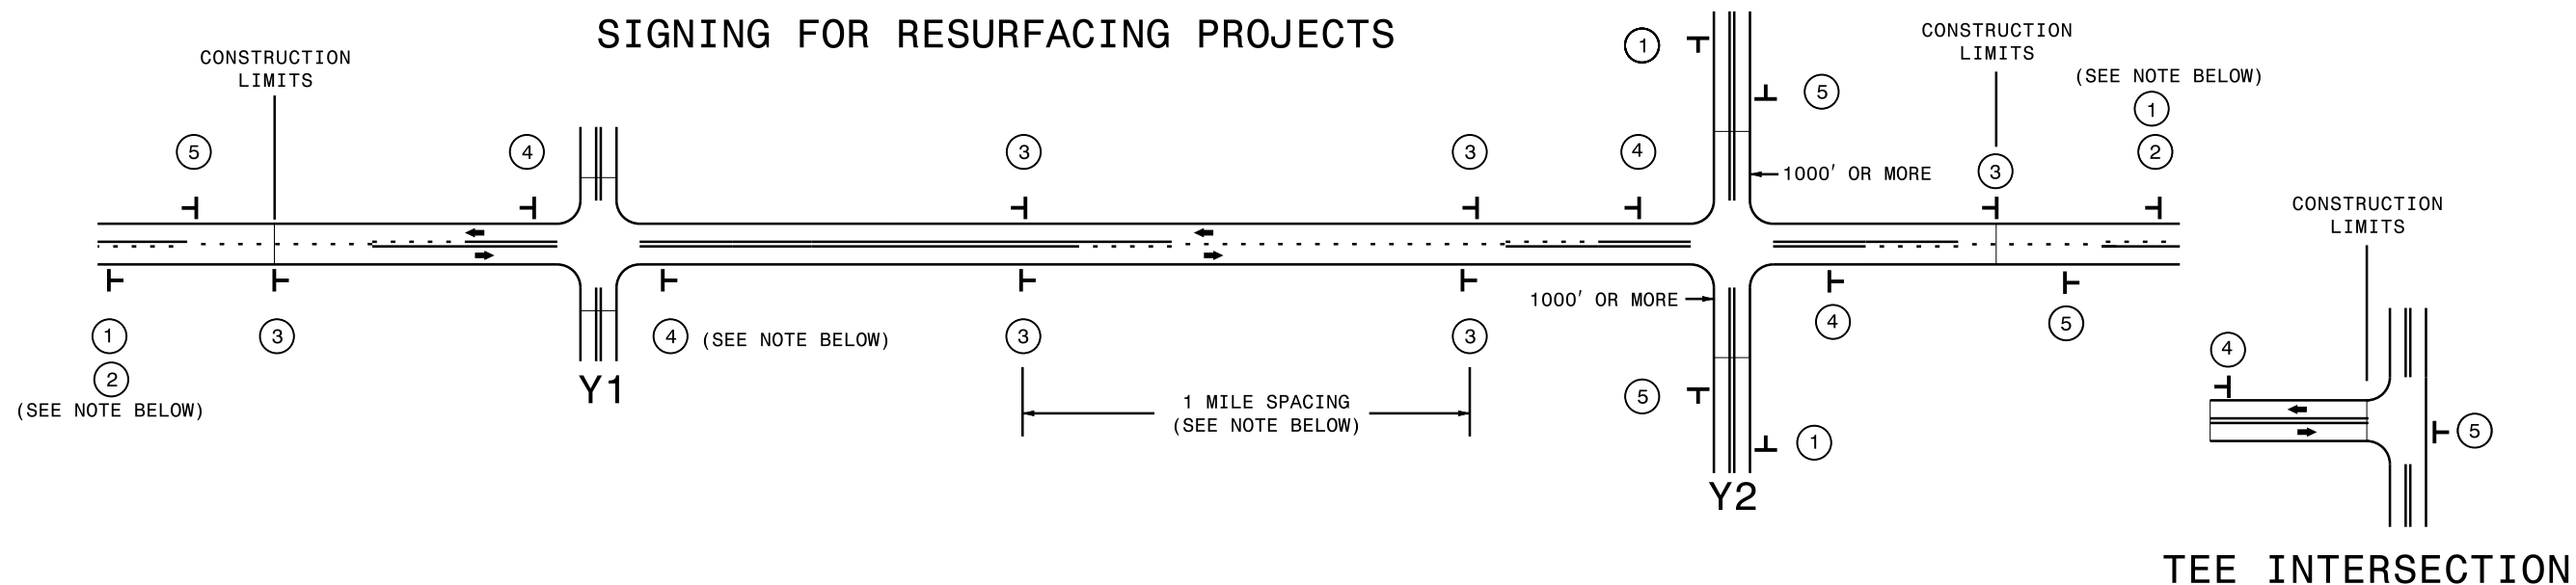 SIGNING FOR RESURFACING PROJECTS
CONSTRUCTION
LIMITS
CONSTRUCTION
LIMITS
(SEE NOTE BELOW)
1
1
5
2
5
4
3
3
4
3
1000' OR MORE
CONSTRUCTION
LIMITS
1000' OR MORE
1
3
4 (SEE NOTE BELOW)
3
3
4
5
4
2
(SEE NOTE BELOW)
Y1
1 MILE SPACING
(SEE NOTE BELOW)
5
1
5
Y2
TEE INTERSECTION